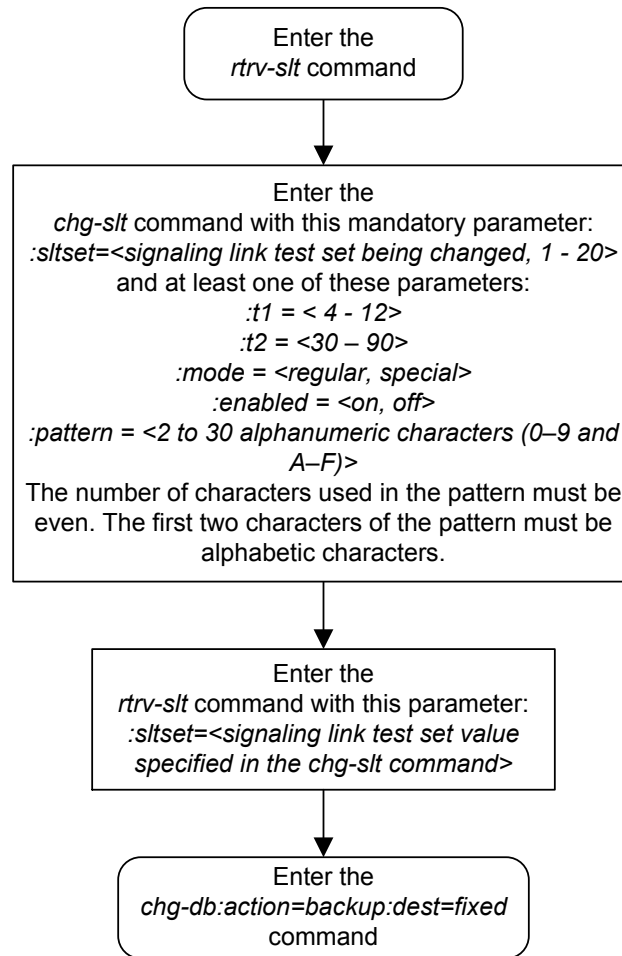 Enter the
rtrv-slt command
Enter the
chg-slt command with this mandatory parameter:
:sltset=<signaling link test set being changed, 1 - 20>
and at least one of these parameters:
:t1 = < 4 - 12>
:t2 = <30 – 90>
:mode = <regular, special>
:enabled = <on, off>
:pattern = <2 to 30 alphanumeric characters (0–9 and
A–F)>
The number of characters used in the pattern must be
even. The first two characters of the pattern must be
alphabetic characters.
Enter the
rtrv-slt command with this parameter:
:sltset=<signaling link test set value
specified in the chg-slt command>
Enter the
chg-db:action=backup:dest=fixed
command